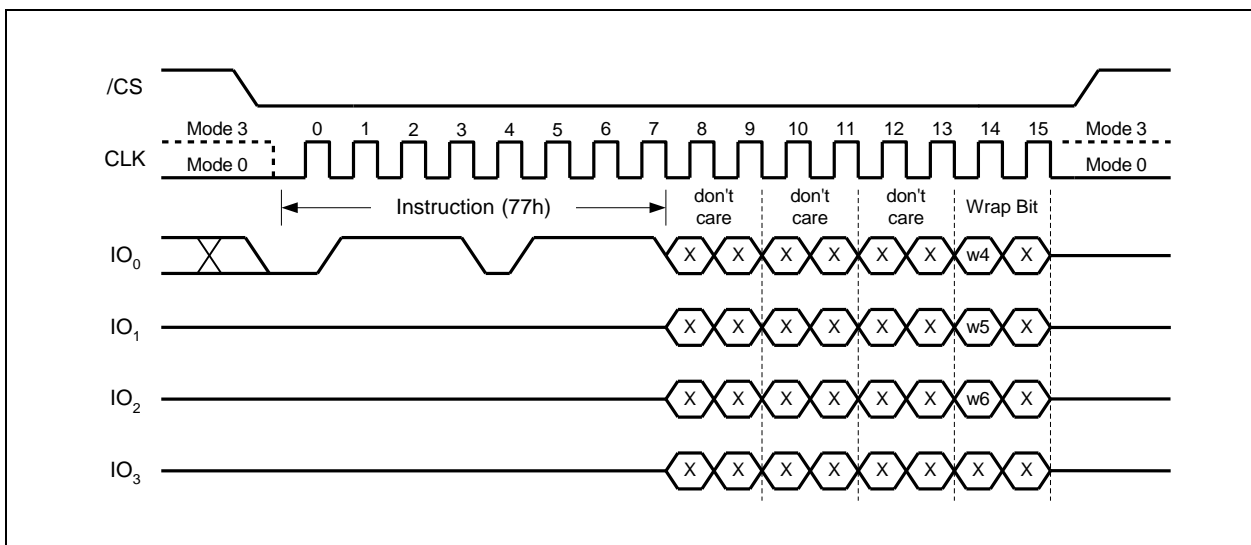 /CS
Mode 3 0 1 2 3 4 5 6 7 8 9 10 11 12 13 14 15 Mode 3
CLK Mode 0 Mode 0
Instruction (77h) don't care don't care don't care Wrap Bit
IO0 X X X X X X w4 X
IO1 X X X X X X w5 X
IO2 X X X X X X w6 X
IO3 X X X X X X X X